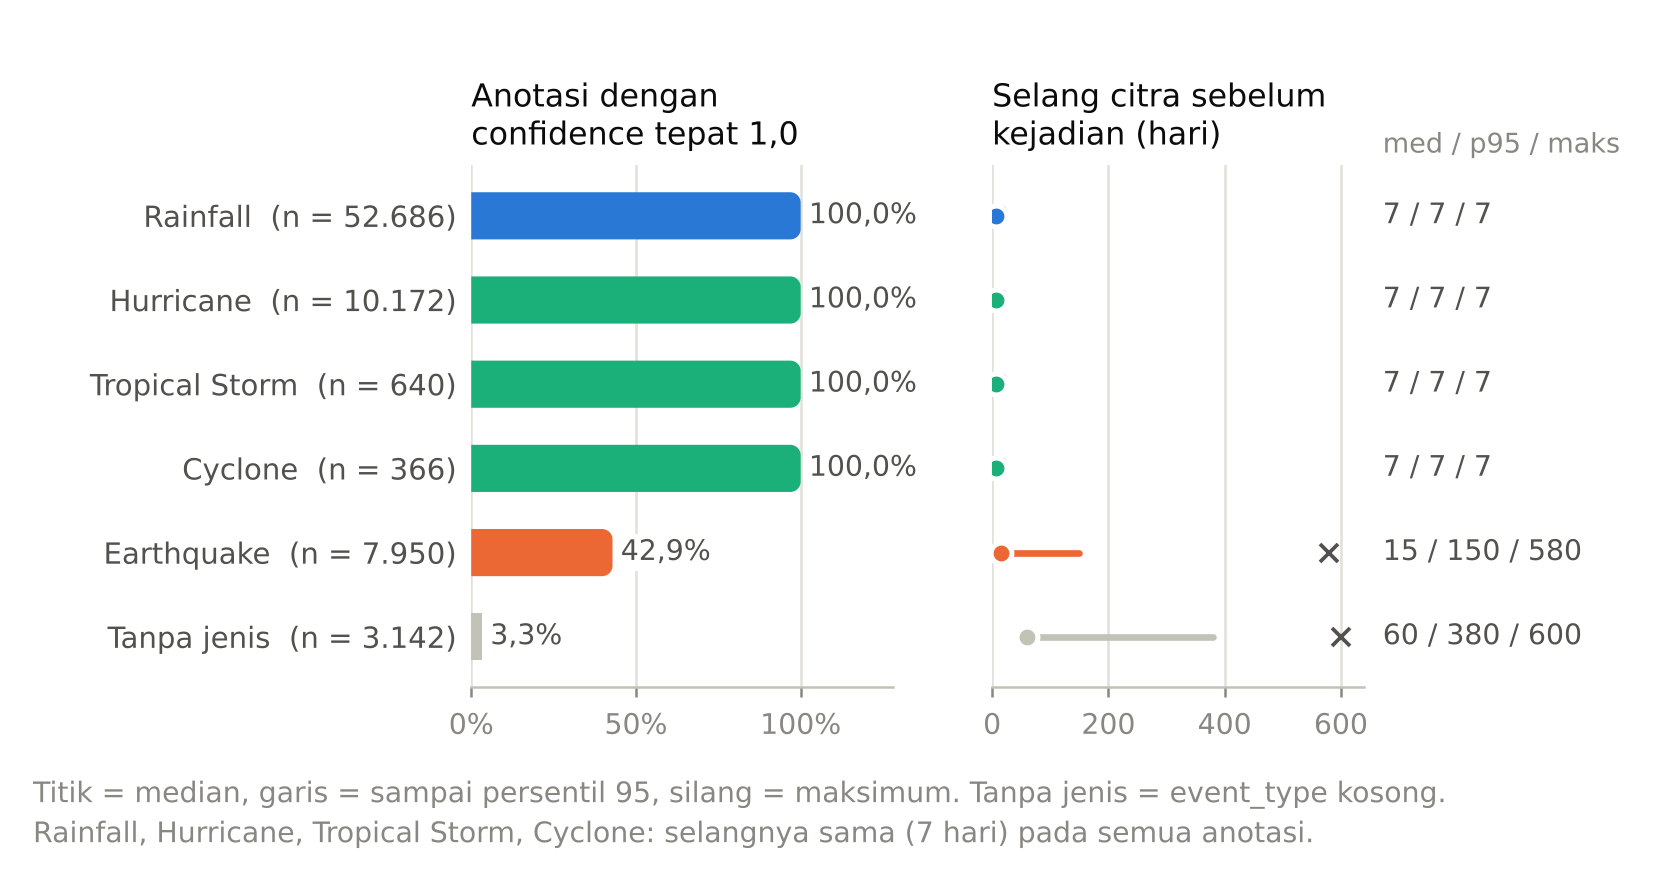 Anotasi dengan
confidence tepat 1,0
Selang citra sebelum
kejadian (hari)
med / p95 / maks
Rainfall (n = 52.686) 100,0% 7 / 7 / 7
Hurricane (n = 10.172) 100,0% 7 / 7 / 7
Tropical Storm (n = 640) 100,0% 7 / 7 / 7
Cyclone (n = 366) 100,0% 7 / 7 / 7
Earthquake (n = 7.950) 42,9% 15 / 150 / 580
Tanpa jenis (n = 3.142) 3,3% 60 / 380 / 600
0% 50% 100% 0 200 400 600
Titik = median, garis = sampai persentil 95, silang = maksimum. Tanpa jenis = event_type kosong.
Rainfall, Hurricane, Tropical Storm, Cyclone: selangnya sama (7 hari) pada semua anotasi.